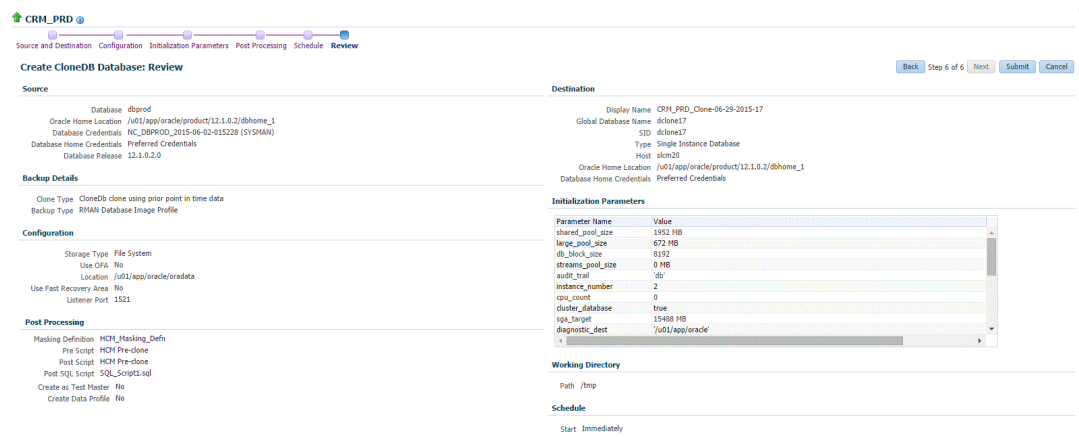 CRM_PRD
Source and Destination Configuration Initialization Parameters Post Processing Schedule Review
Create CloneDB Database: Review
Back Step 6 of 6 Next Submit Cancel
Source
Database dbprod
Oracle Home Location /u01/app/oracle/product/12.1.0.2/dbhome_1
Database Credentials NC_DBPROD_2015-06-02-015228 (SYSMAN)
Database Home Credentials Preferred Credentials
Database Release 12.1.0.2.0
Backup Details
Clone Type CloneDb clone using prior point in time data
Backup Type RMAN Database Image Profile
Configuration
Storage Type File System
Use OFA No
Location /u01/app/oracle/oradata
Use Fast Recovery Area No
Listener Port 1521
Post Processing
Masking Definition HCM_Masking_Defn
Pre Script HCM Pre-clone
Post Script HCM Pre-clone
Post SQL Script SQL_Script1.sql
Create as Test Master No
Create Data Profile No
Destination
Display Name CRM_PRD_Clone-06-29-2015-17
Global Database Name dclone17
SID dclone17
Type Single Instance Database
Host slcm20
Oracle Home Location /u01/app/oracle/product/12.1.0.2/dbhome_1
Database Home Credentials Preferred Credentials
Initialization Parameters
Parameter Name Value
shared_pool_size 1952 MB
large_pool_size 672 MB
db_block_size 8192
streams_pool_size 0 MB
audit_trail 'db'
instance_number 2
cpu_count 0
cluster_database true
sga_target 15488 MB
diagnostic_dest '/u01/app/oracle'
Working Directory
Path /tmp
Schedule
Start Immediately